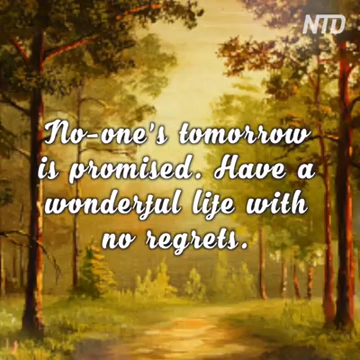 NTD
No-one's tomorrow
is promised. Have a
wonderful life with
no regrets.